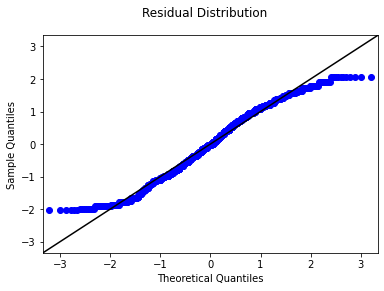 Residual Distribution
3
2
1
0
−1
−2
−3
Sample Quantiles
−3 −2 −1 0 1 2 3
Theoretical Quantiles